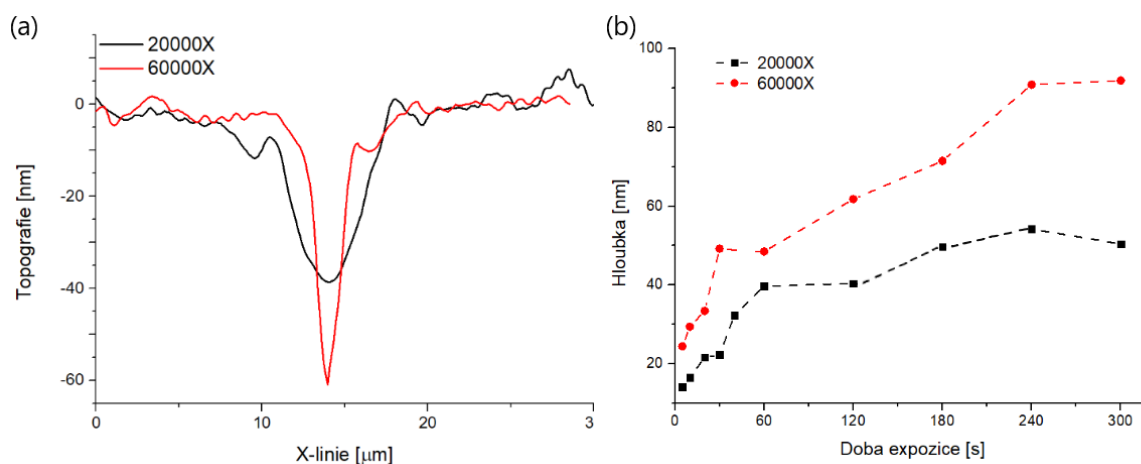 (a)
20000X
60000X
Topografie [nm]
0
-20
-40
-60
0
10
20
3
X-linie [μm]
(b)
20000X
60000X
Hloubka [nm]
100
80
60
40
20
0
60
120
180
240
300
Doba expozice [s]